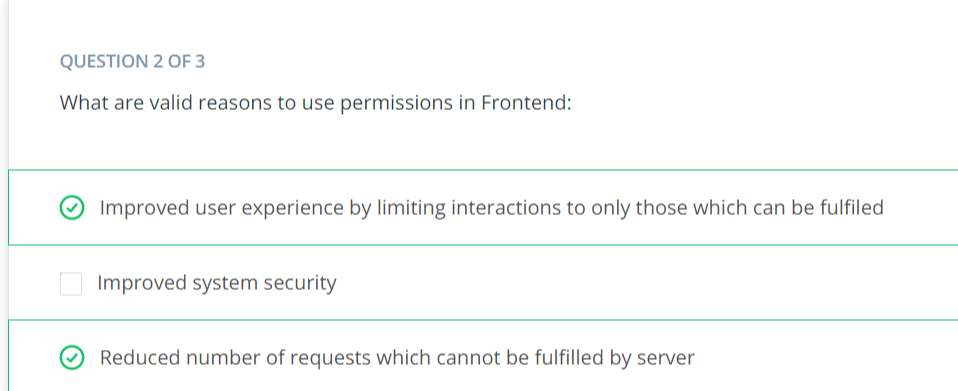 QUESTION 2 OF 3
What are valid reasons to use permissions in Frontend:
Improved user experience by limiting interactions to only those which can be fulfiled
Improved system security
Reduced number of requests which cannot be fulfilled by server